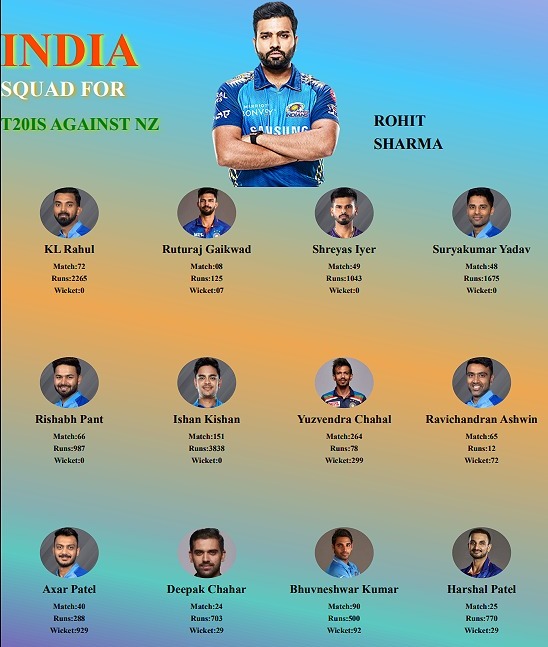 INDIA
SQUAD FOR
T20IS AGAINST NZ
MUMBAI
SAMSUNG
ROHIT
SHARMA
KL Rahul
Match:72
Runs:2265
Wicket:0
Ruturaj Gaikwad
Match:08
Runs:125
Wicket:07
Shreyas Iyer
Match:49
Runs:1043
Wicket:0
Suryakumar Yadav
Match:48
Runs:1675
Wicket:0
Rishabh Pant
Match:66
Runs:987
Wicket:0
Ishan Kishan
Match:151
Runs:3838
Wicket:0
Yuzvendra Chahal
Match:264
Runs:78
Wicket:299
Ravichandran Ashwin
Match:65
Runs:12
Wicket:72
Axar Patel
Match:40
Runs:288
Wicket:929
Deepak Chahar
Match:24
Runs:703
Wicket:29
Bhuvneshwar Kumar
Match:90
Runs:500
Wicket:92
Harshal Patel
Match:25
Runs:770
Wicket:29